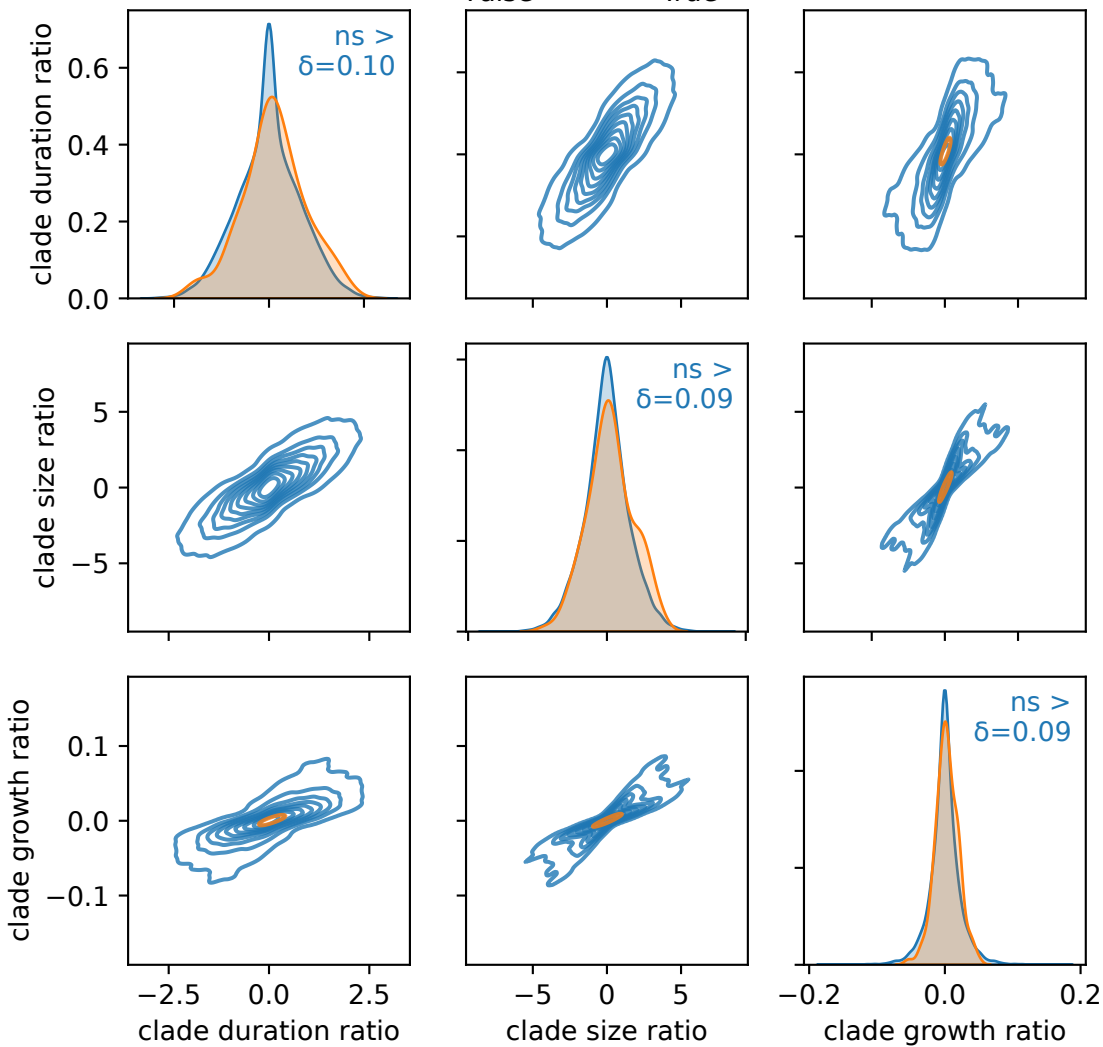 clade duration ratio
0.6
0.4
0.2
0.0
ns >
δ=0.10
clade size ratio
5
0
−5
ns >
δ=0.09
clade growth ratio
0.1
0.0
−0.1
ns >
δ=0.09
−2.5 0.0 2.5
−5 0 5
−0.2 0.0 0.2
clade duration ratio
clade size ratio
clade growth ratio